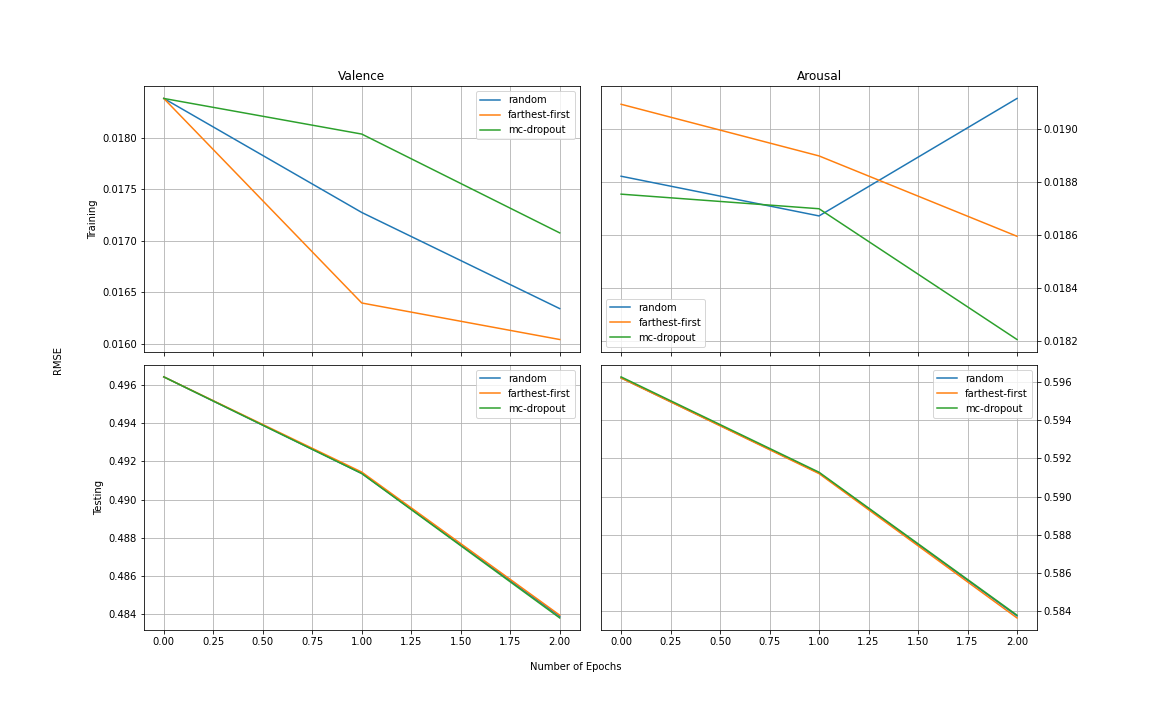 Valence
Arousal
random
farthest-first
mc-dropout
0.0180
0.0175
0.0170
0.0165
0.0160
Training
random
farthest-first
mc-dropout
0.0190
0.0188
0.0186
0.0184
0.0182
RMSE
random
farthest-first
mc-dropout
0.496
0.494
0.492
0.490
0.488
0.486
0.484
Testing
0.00 0.25 0.50 0.75 1.00 1.25 1.50 1.75 2.00
random
farthest-first
mc-dropout
0.596
0.594
0.592
0.590
0.588
0.586
0.584
0.00 0.25 0.50 0.75 1.00 1.25 1.50 1.75 2.00
Number of Epochs